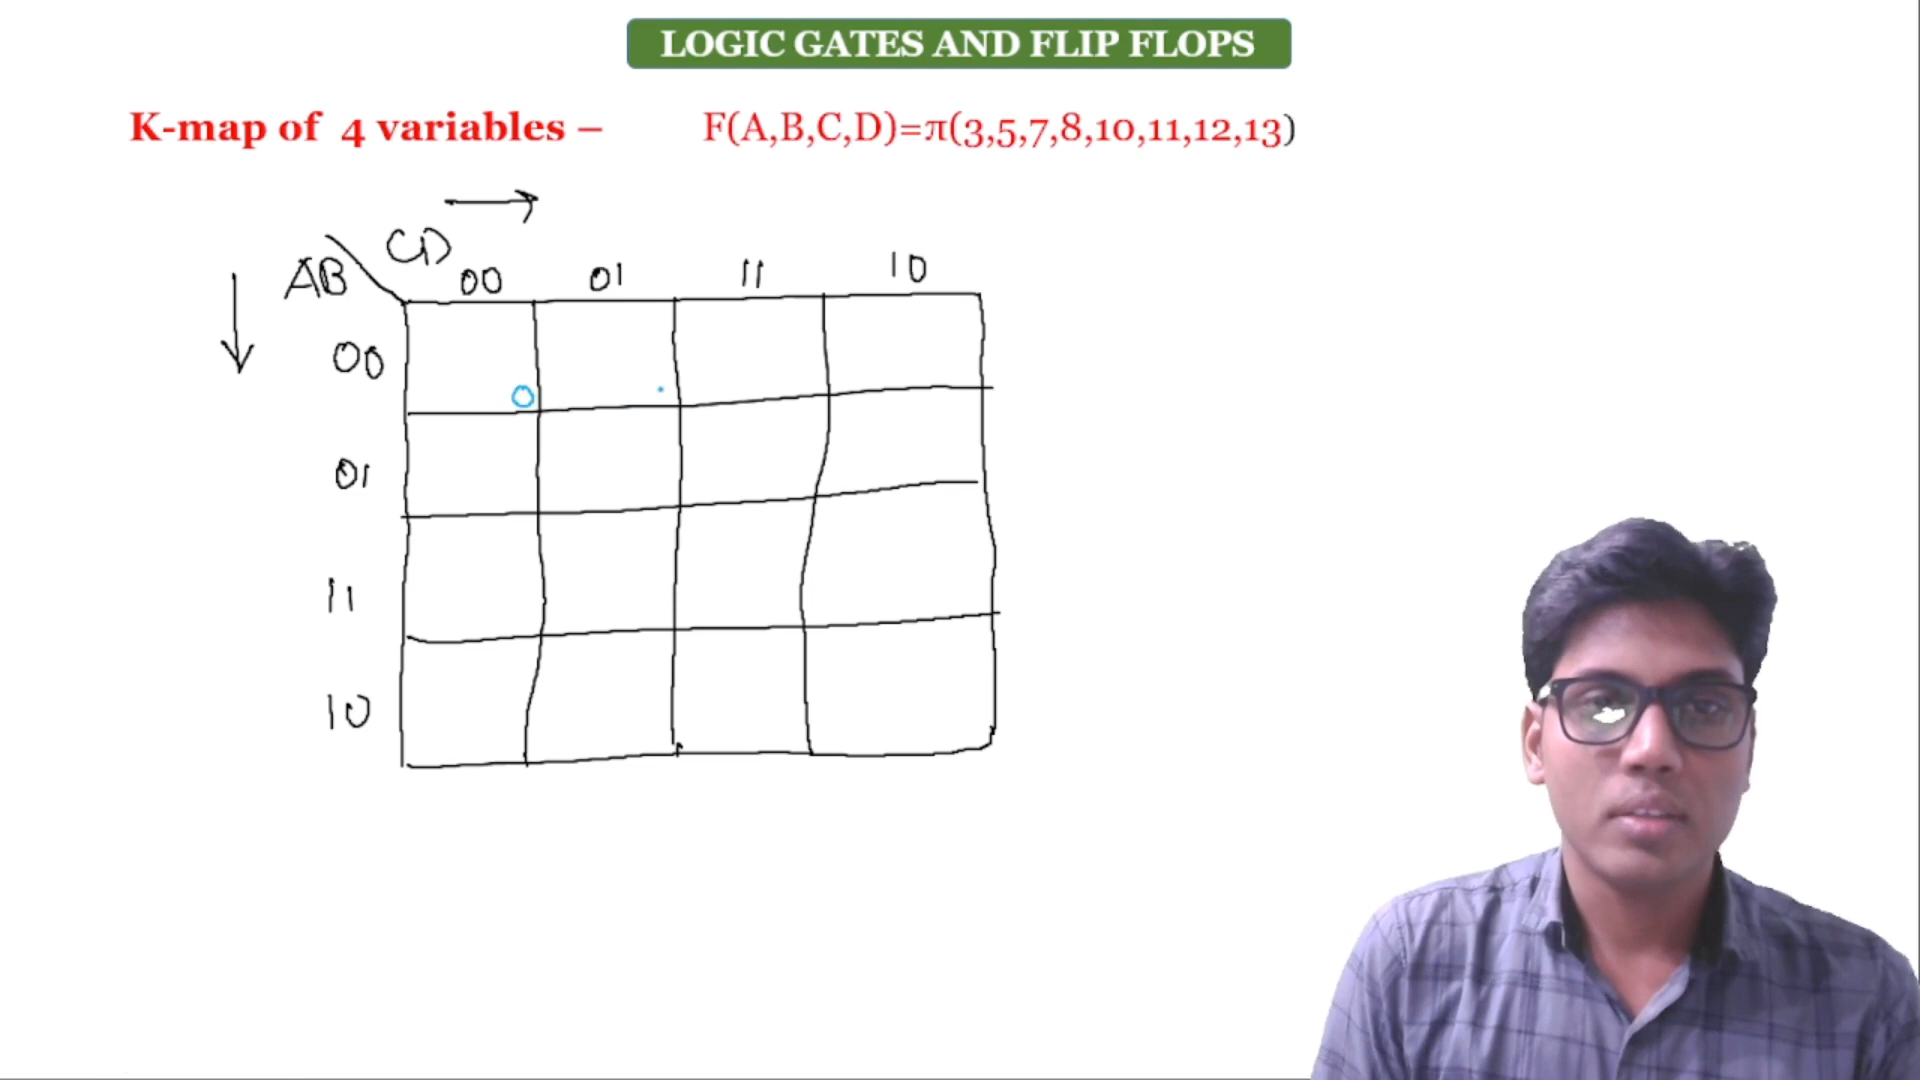 LOGIC GATES AND FLIP FLOPS
K-map of 4 variables – F(A,B,C,D)=π(3,5,7,8,10,11,12,13)
CD
AB 00 01 11 10
00
0
01
11
10